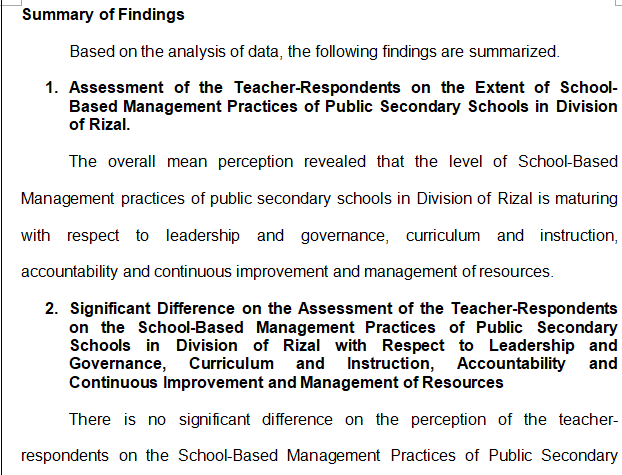 Summary of Findings
Based on the analysis of data, the following findings are summarized.
1. Assessment of the Teacher-Respondents on the Extent of School-
Based Management Practices of Public Secondary Schools in Division
of Rizal.
The overall mean perception revealed that the level of School-Based
Management practices of public secondary schools in Division of Rizal is maturing
with respect to leadership and governance, curriculum and instruction,
accountability and continuous improvement and management of resources.
2. Significant Difference on the Assessment of the Teacher-Respondents
on the School-Based Management Practices of Public Secondary
Schools in Division of Rizal with Respect to Leadership and
Governance, Curriculum and Instruction, Accountability and
Continuous Improvement and Management of Resources
There is no significant difference on the perception of the teacher-
respondents on the School-Based Management Practices of Public Secondary